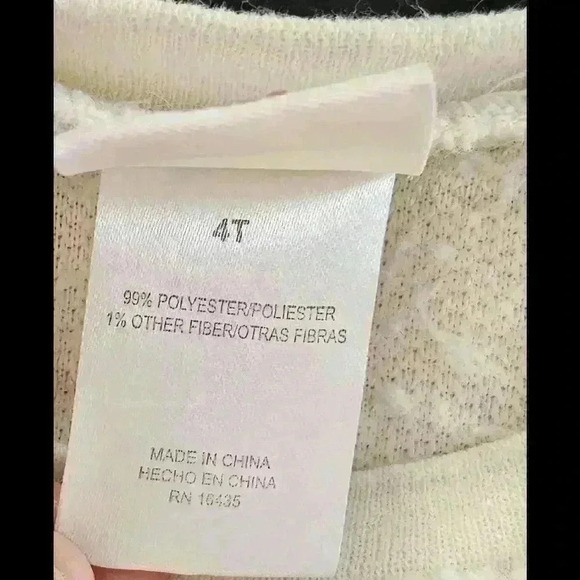 4T
99% POLYESTER/POLIESTER
1% OTHER FIBER/OTRAS FIBRAS
MADE IN CHINA
HECHO EN CHINA
RN 16435